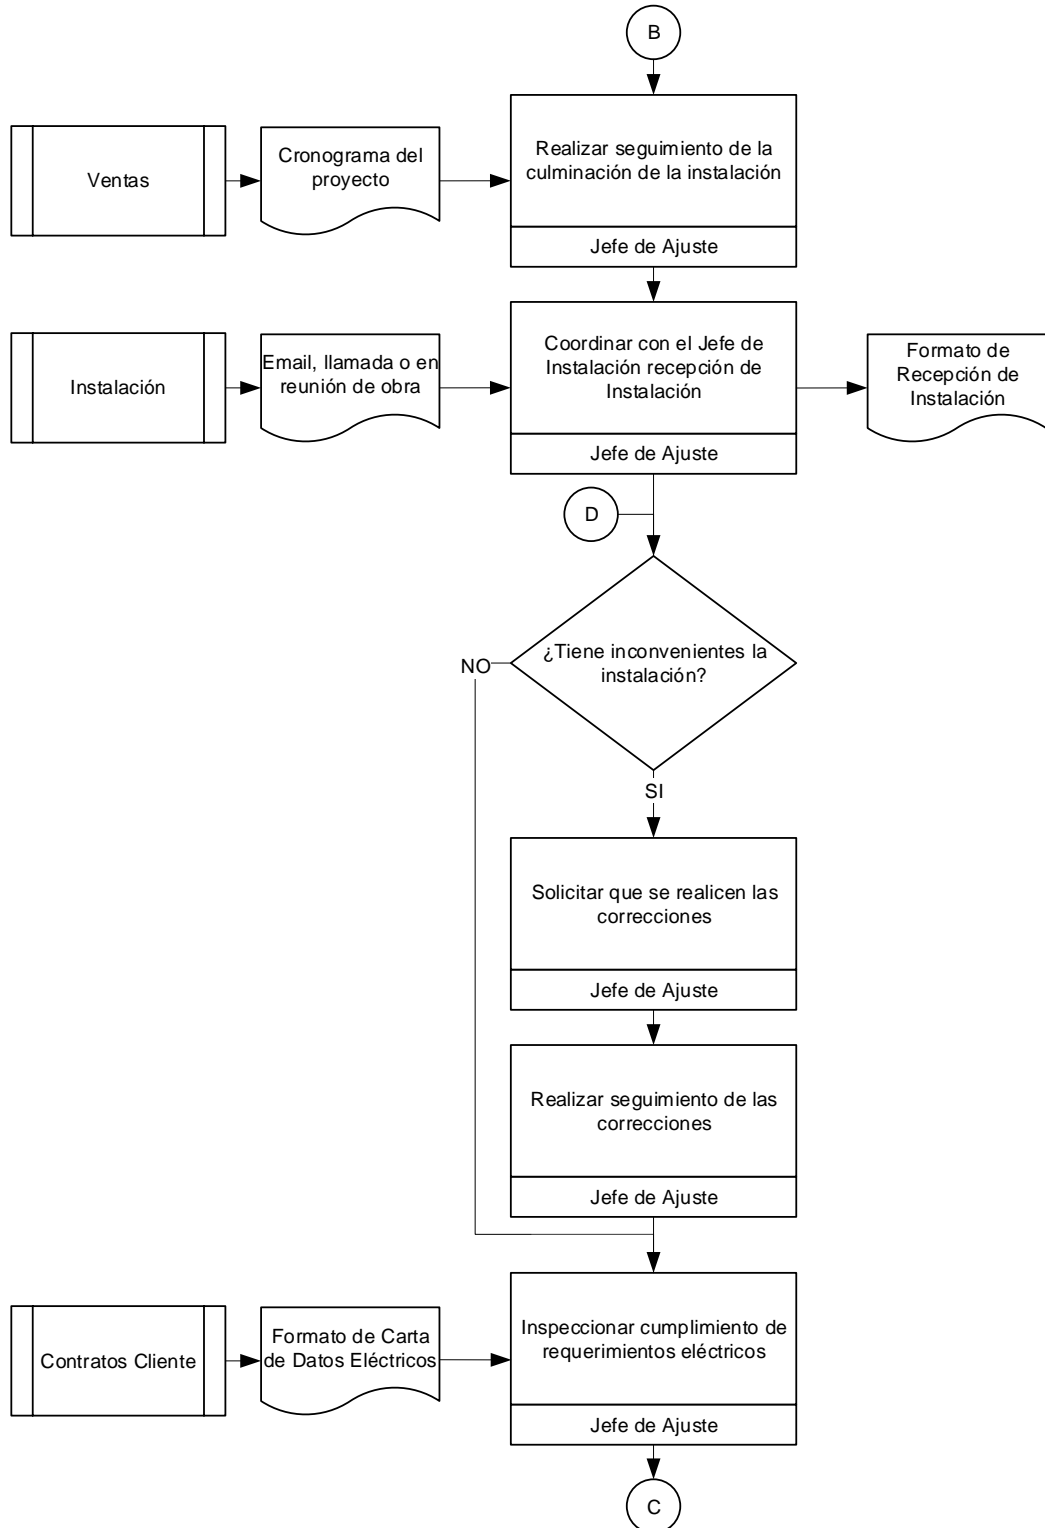 B
Ventas
Cronograma del
proyecto
Realizar seguimiento de la
culminación de la instalación
Jefe de Ajuste
Instalación
Email, llamada o en
reunión de obra
Coordinar con el Jefe de
Instalación recepción de
Instalación
Jefe de Ajuste
Formato de
Recepción de
Instalación
D
¿Tiene inconvenientes la
instalación?
NO
SI
Solicitar que se realicen las
correcciones
Jefe de Ajuste
Realizar seguimiento de las
correcciones
Jefe de Ajuste
Contratos Cliente
Formato de Carta
de Datos Eléctricos
Inspeccionar cumplimiento de
requerimientos eléctricos
Jefe de Ajuste
C